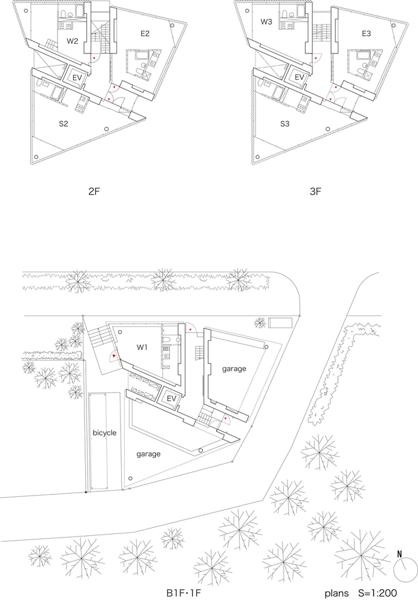 W2
E2
EV
S2
2F
W3
E3
EV
S3
3F
W1
garage
EV
bicycle
garage
B1F・1F
N
plans S=1:200